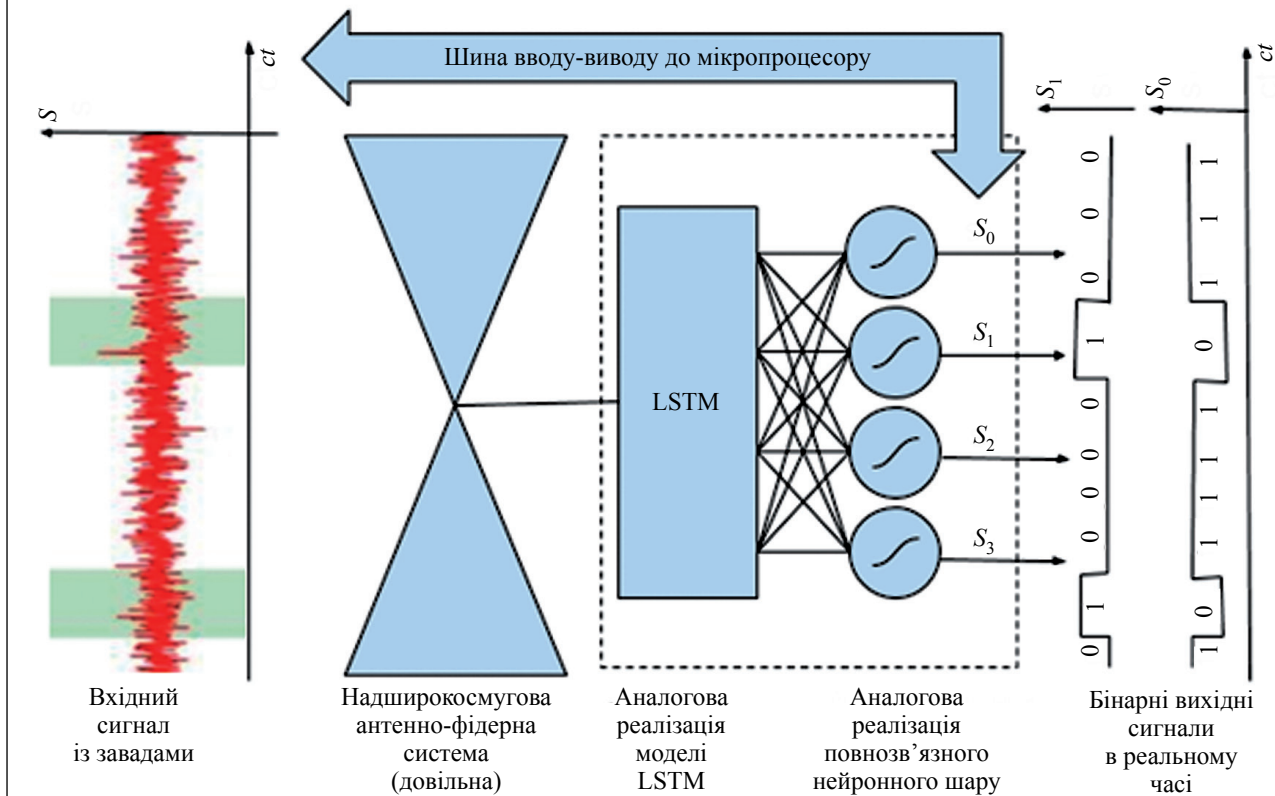 Шина вводу-виводу до мікропроцесору
ct
S
ct
S1
S0
LSTM
S0
S1
S2
S3
0 0 0 1 0 0 0 0 1 0
1 1 1 0 1 1 1 1 0 1
Вхідний
сигнал
із завадами
Надширокосмугова
антенно-фідерна
система
(довільна)
Аналогова
реалізація
моделі
LSTM
Аналогова
реалізація
повнозв’язного
нейронного шару
Бінарні вихідні
сигнали
в реальному
часі